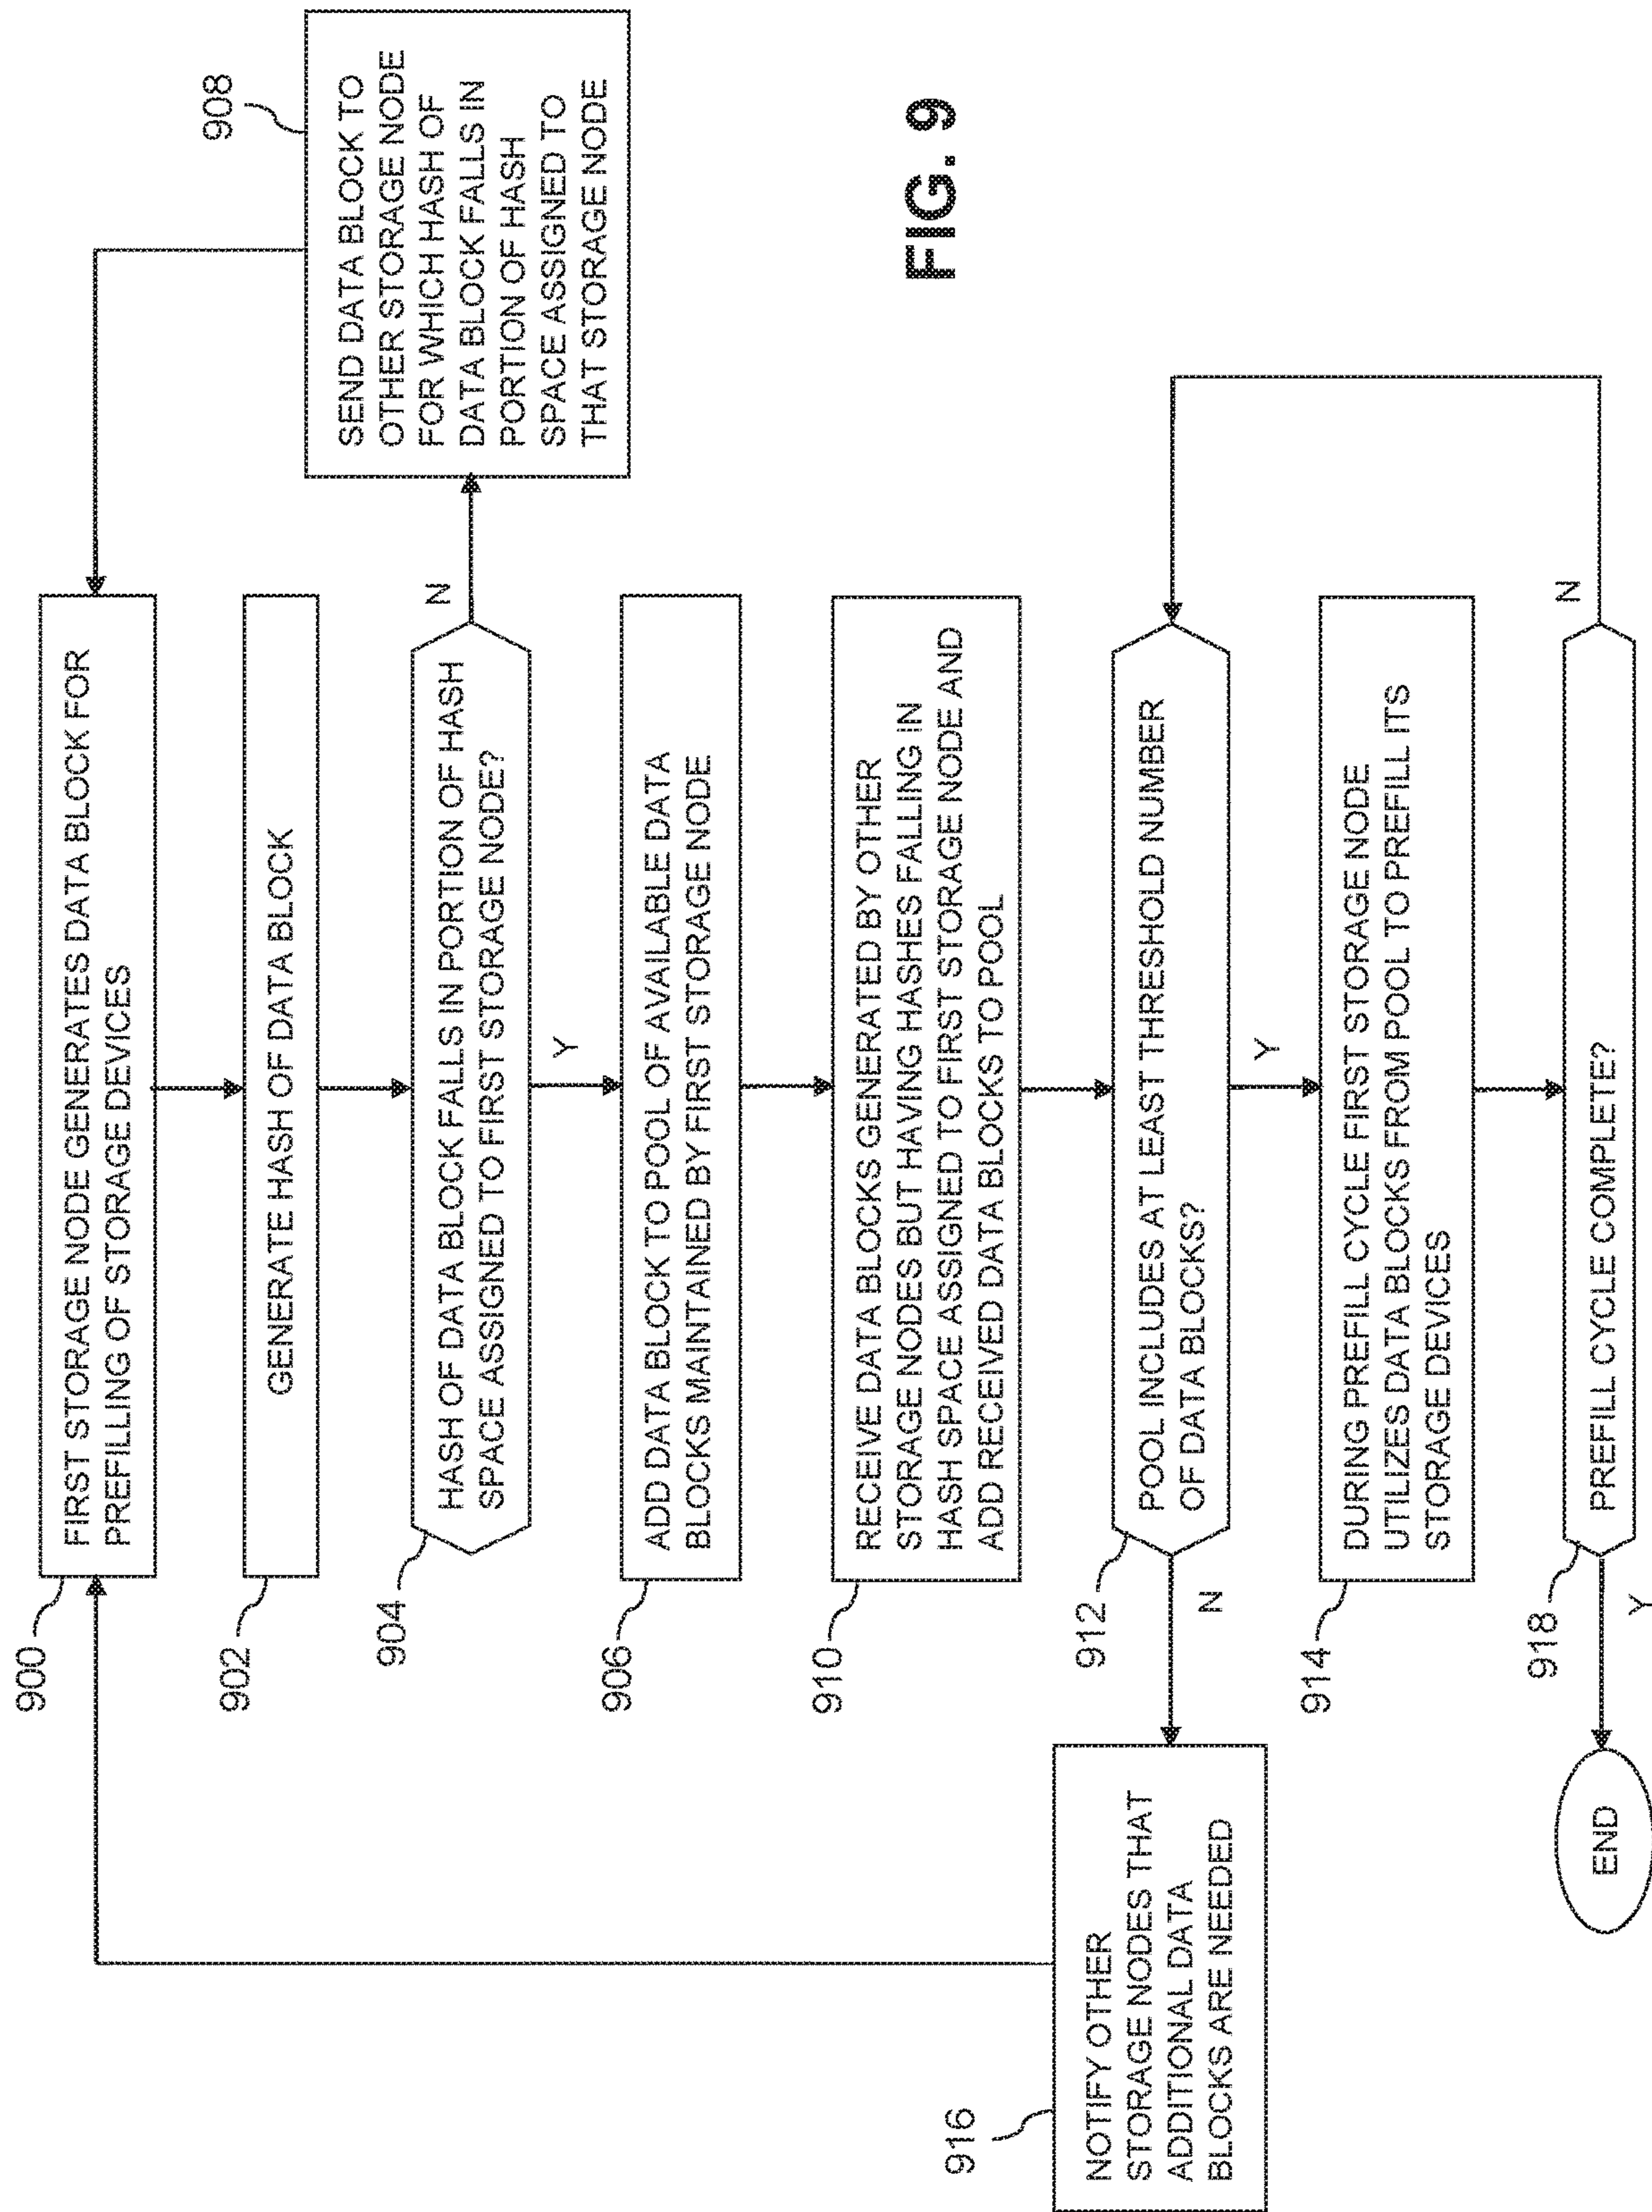 900
FIRST STORAGE NODE GENERATES DATA BLOCK FOR
PREFILLING OF STORAGE DEVICES
902
GENERATE HASH OF DATA BLOCK
904
HASH OF DATA BLOCK FALLS IN PORTION OF HASH
SPACE ASSIGNED TO FIRST STORAGE NODE?
N
Y
908
SEND DATA BLOCK TO
OTHER STORAGE NODE
FOR WHICH HASH OF
DATA BLOCK FALLS IN
PORTION OF HASH
SPACE ASSIGNED TO
THAT STORAGE NODE
906
ADD DATA BLOCK TO POOL OF AVAILABLE DATA
BLOCKS MAINTAINED BY FIRST STORAGE NODE
910
RECEIVE DATA BLOCKS GENERATED BY OTHER
STORAGE NODES BUT HAVING HASHES FALLING IN
HASH SPACE ASSIGNED TO FIRST STORAGE NODE AND
ADD RECEIVED DATA BLOCKS TO POOL
912
POOL INCLUDES AT LEAST THRESHOLD NUMBER
OF DATA BLOCKS?
N
Y
916
NOTIFY OTHER
STORAGE NODES THAT
ADDITIONAL DATA
BLOCKS ARE NEEDED
914
DURING PREFILL CYCLE FIRST STORAGE NODE
UTILIZES DATA BLOCKS FROM POOL TO PREFILL ITS
STORAGE DEVICES
918
PREFILL CYCLE COMPLETE?
N
Y
END
FIG. 9